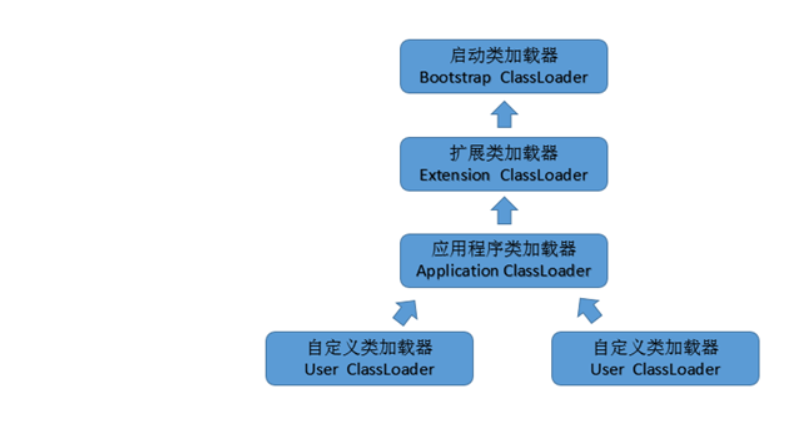 启动类加载器
Bootstrap ClassLoader
扩展类加载器
Extension ClassLoader
应用程序类加载器
Application ClassLoader
自定义类加载器
User ClassLoader
自定义类加载器
User ClassLoader